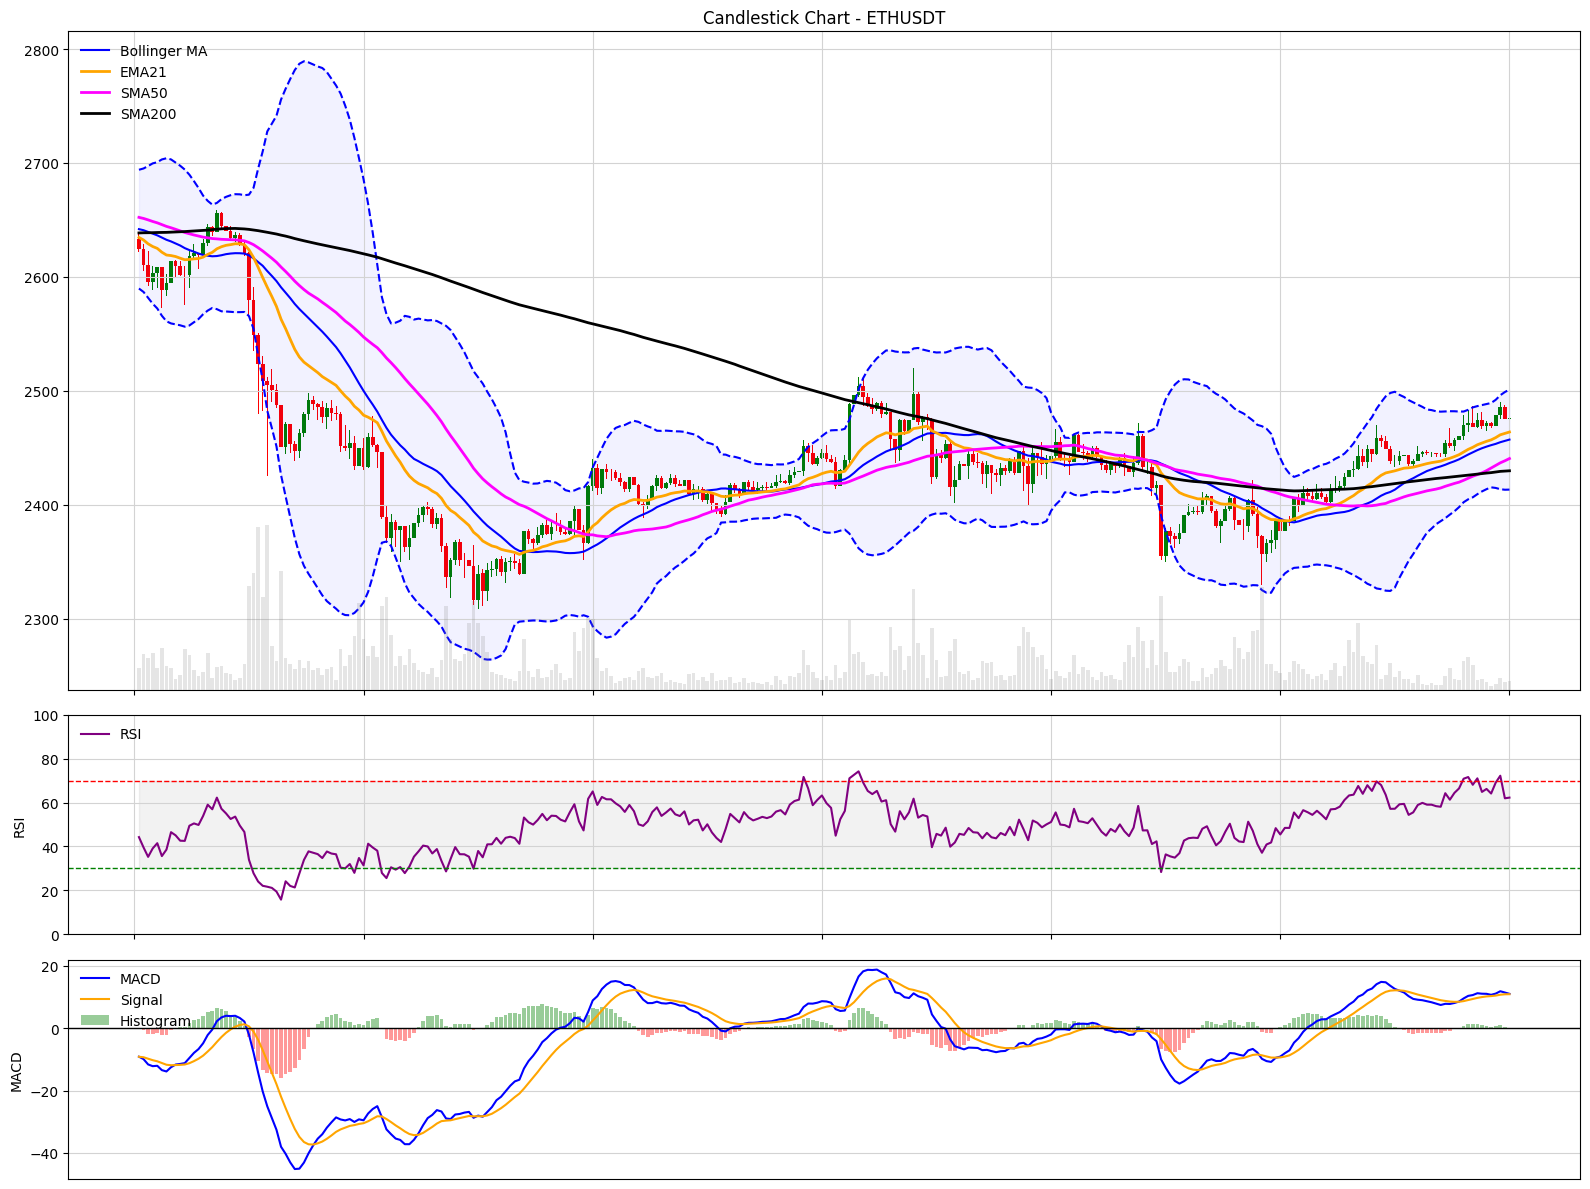 Candlestick Chart - ETHUSDT
Bollinger MA
EMA21
SMA50
SMA200
2800
2700
2600
2500
2400
2300
RSI
100
80
60
40
20
0
RSI
MACD
Signal
Histogram
20
0
−20
−40
MACD